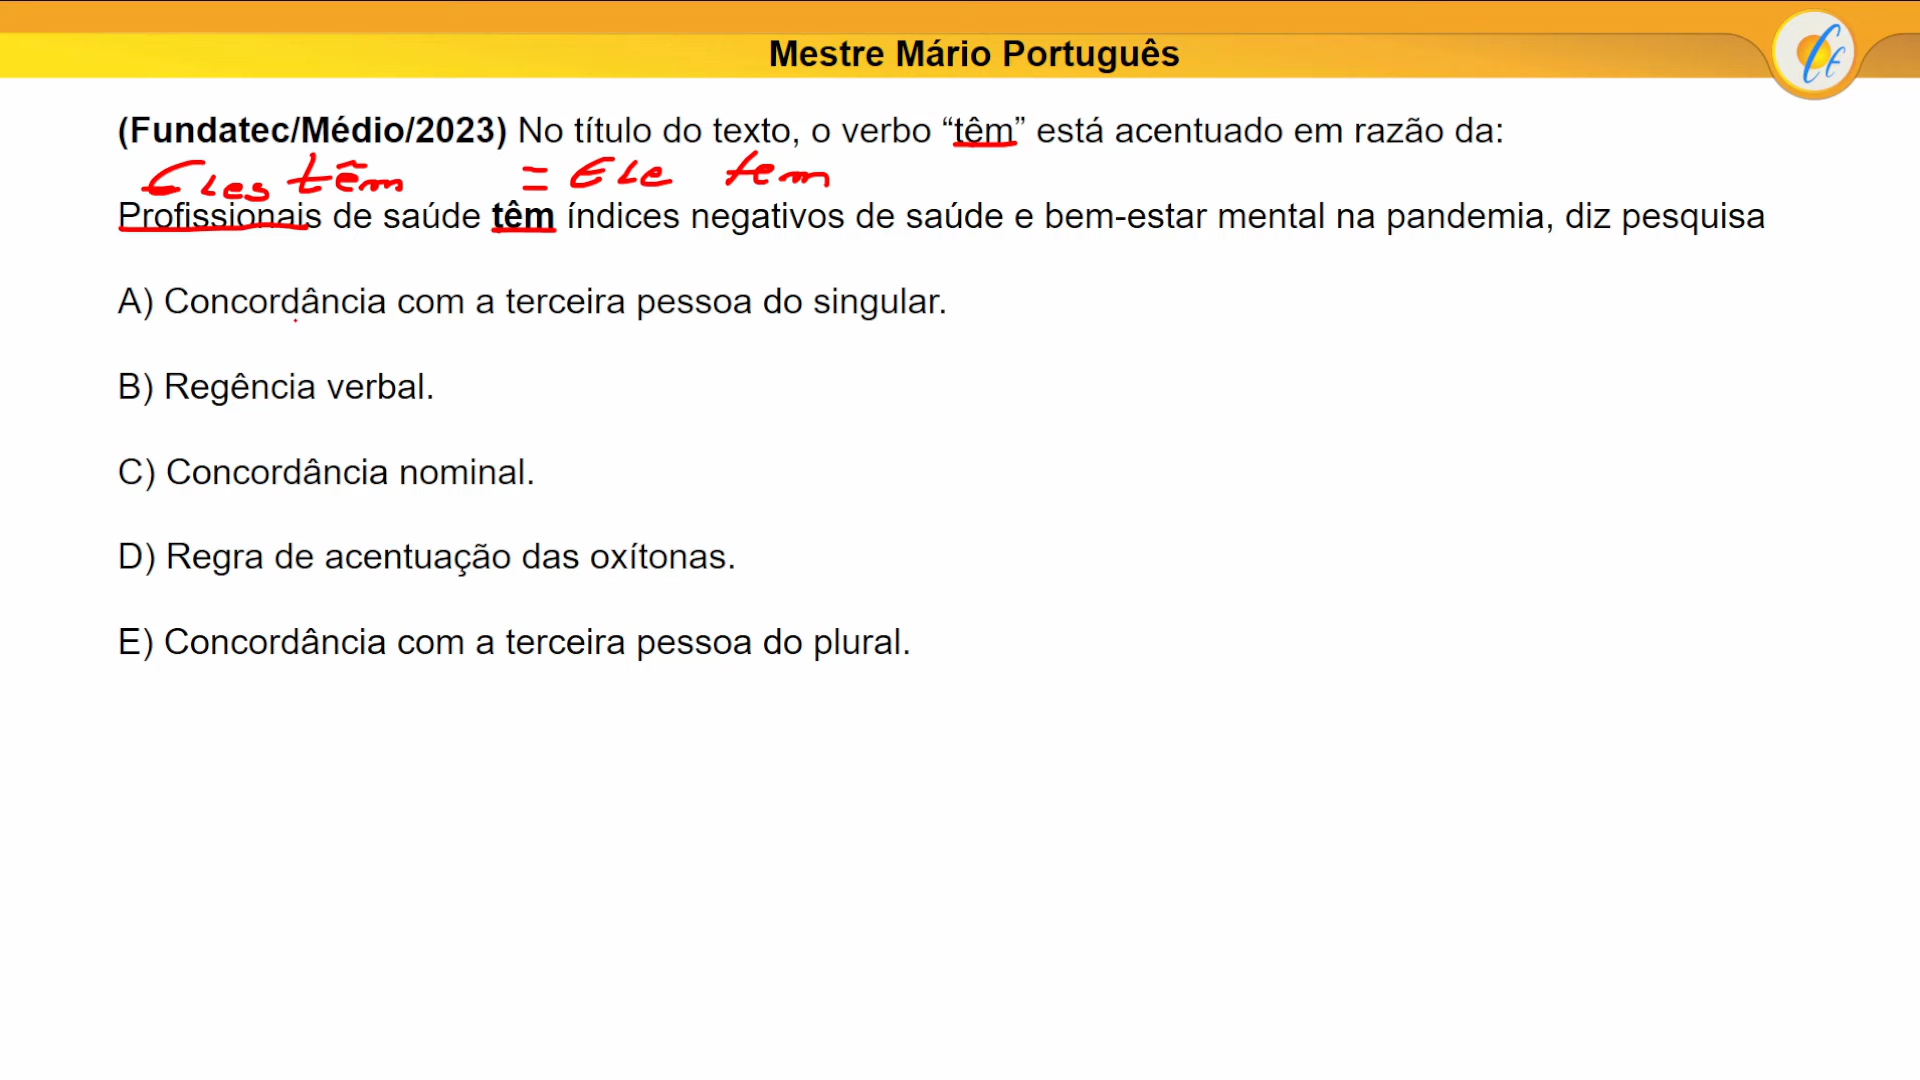 Mestre Mário Português
(Fundatec/Médio/2023) No título do texto, o verbo “têm” está acentuado em razão da:
Eles têm = Ele tem
Profissionais de saúde têm índices negativos de saúde e bem-estar mental na pandemia, diz pesquisa
A) Concordância com a terceira pessoa do singular.
B) Regência verbal.
C) Concordância nominal.
D) Regra de acentuação das oxítonas.
E) Concordância com a terceira pessoa do plural.